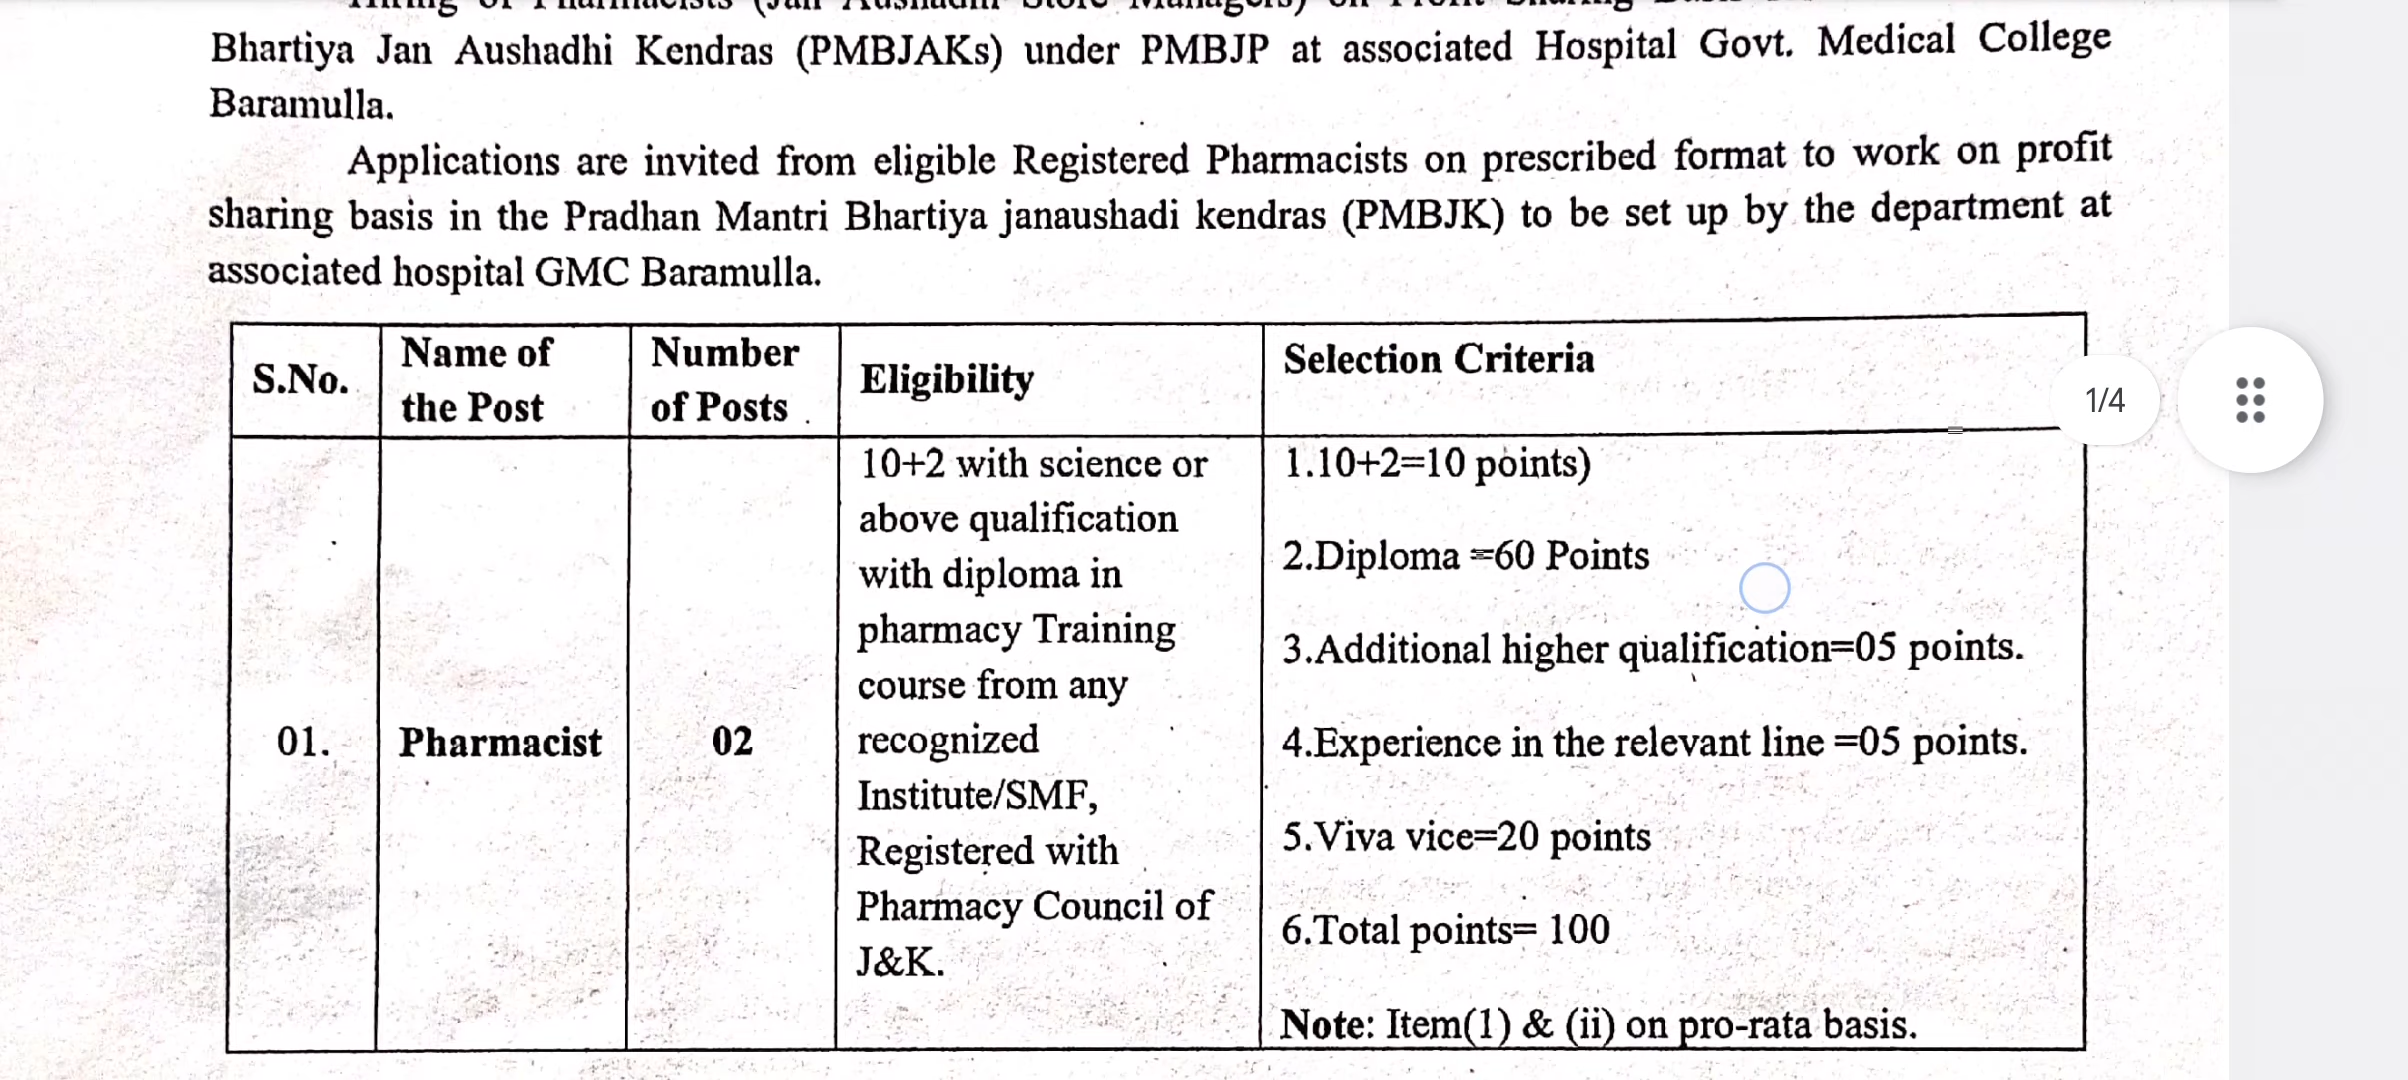 Bhartiya Jan Aushadhi Kendras (PMBJAKs) under PMBJP at associated Hospital Govt. Medical College
Baramulla.
Applications are invited from eligible Registered Pharmacists on prescribed format to work on profit
sharing basis in the Pradhan Mantri Bhartiya janaushadi kendras (PMBJK) to be set up by the department at
associated hospital GMC Baramulla.
S.No.
Name of
the Post
Number
of Posts
Eligibility
Selection Criteria
01.
Pharmacist
02
10+2 with science or
above qualification
with diploma in
pharmacy Training
course from any
recognized
Institute/SMF,
Registered with
Pharmacy Council of
J&K.
1.10+2=10 points)
2.Diploma =60 Points
3.Additional higher qualification=05 points.
4.Experience in the relevant line =05 points.
5.Viva vice=20 points
6.Total points= 100
Note: Item(1) & (ii) on pro-rata basis.
1/4